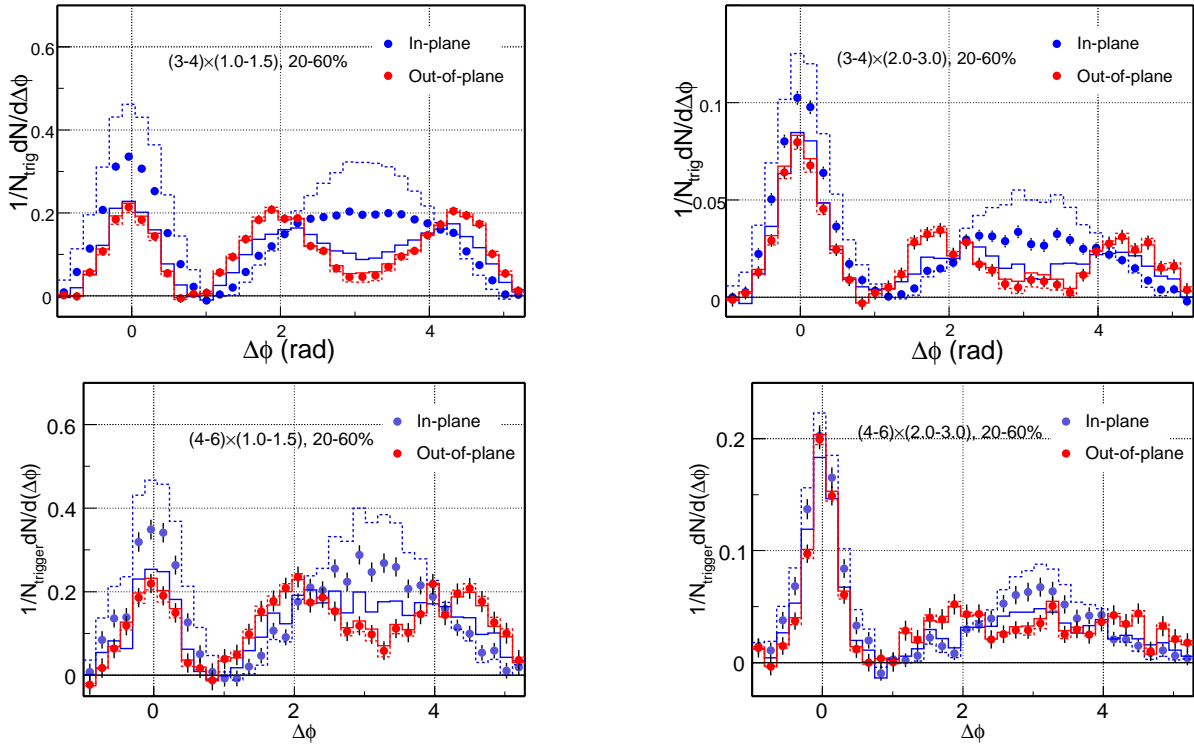 0.6
0.4
0.2
0
1/N_trig dN/dΔϕ
(3-4)×(1.0-1.5), 20-60%
In-plane
Out-of-plane
0 2 4
Δϕ (rad)
0.1
0.05
0
1/N_trig dN/dΔϕ
(3-4)×(2.0-3.0), 20-60%
In-plane
Out-of-plane
0 2 4
Δϕ (rad)
0.6
0.4
0.2
0
1/N_trigger dN/d(Δϕ)
(4-6)×(1.0-1.5), 20-60%
In-plane
Out-of-plane
0 2 4
Δϕ
0.2
0.1
0
1/N_trigger dN/d(Δϕ)
(4-6)×(2.0-3.0), 20-60%
In-plane
Out-of-plane
0 2 4
Δϕ